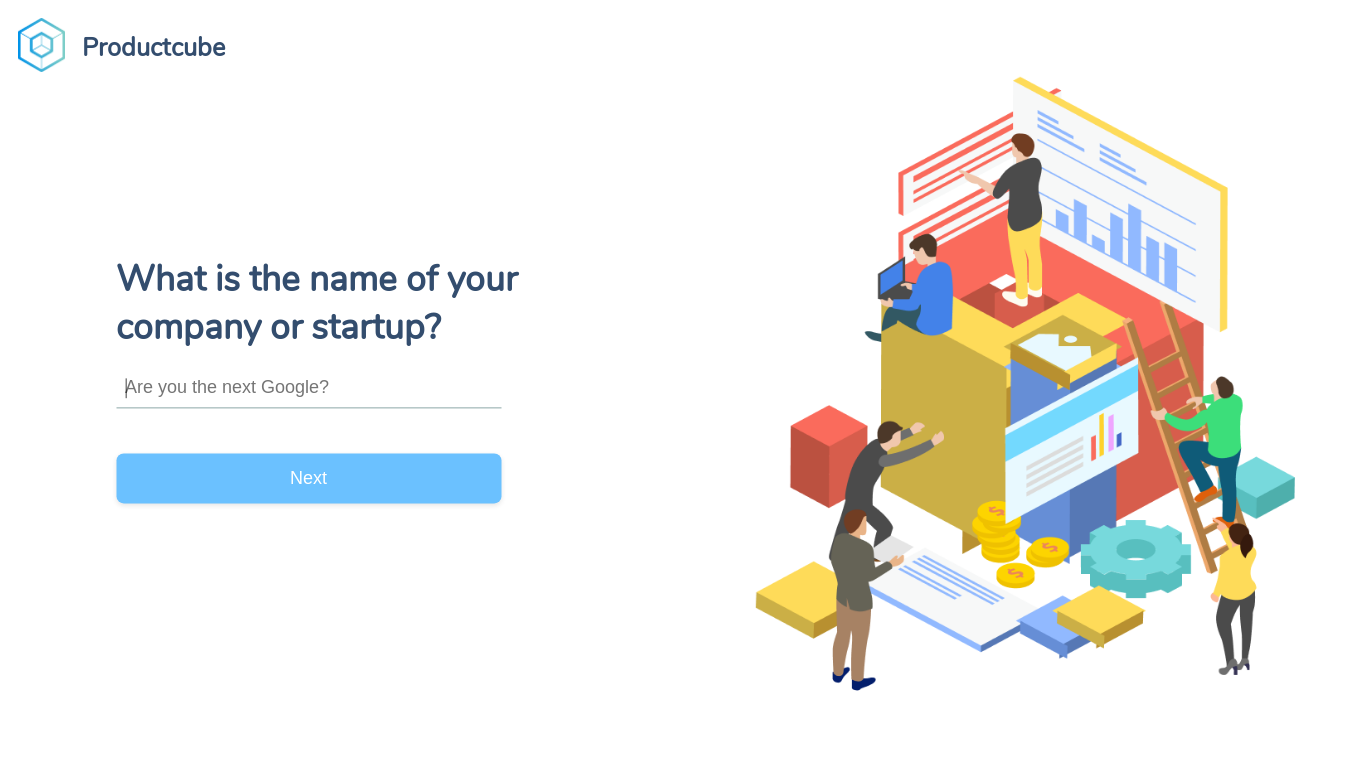 Productcube
What is the name of your
company or startup?
Are you the next Google?
Next